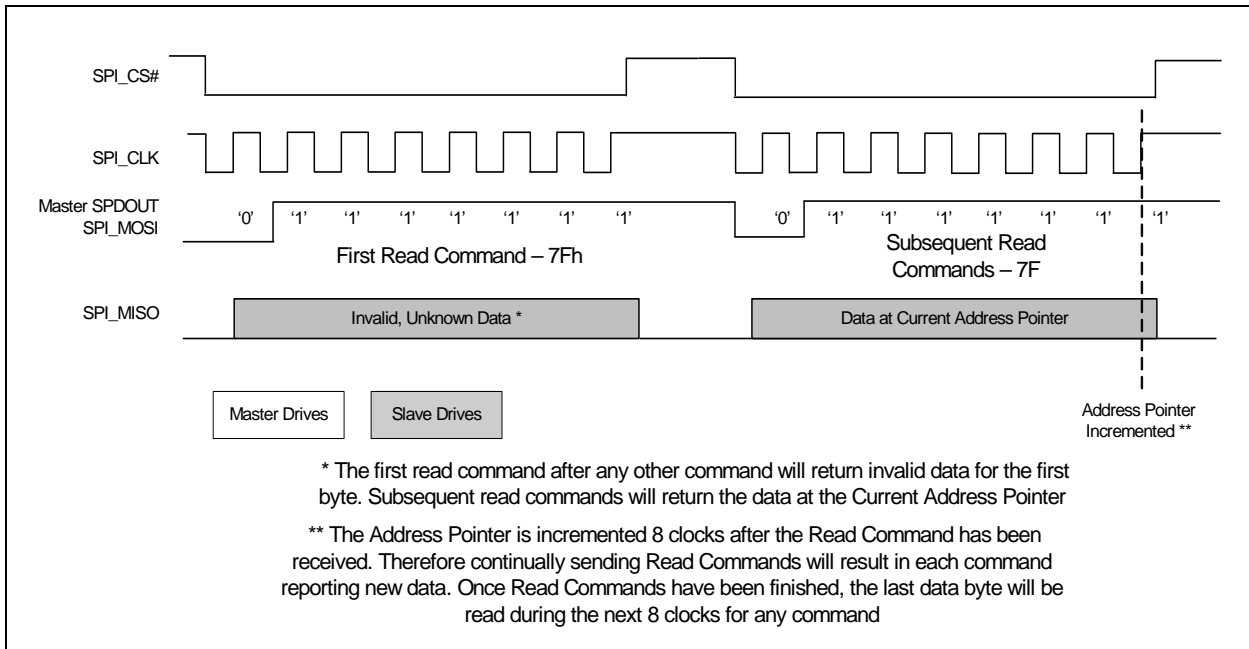 SPI_CS#
SPI_CLK
Master SPDOUT
SPI_MOSI
‘0’ ‘1’ ‘1’ ‘1’ ‘1’ ‘1’ ‘1’ ‘1’ ‘0’ ‘1’ ‘1’ ‘1’ ‘1’ ‘1’ ‘1’ ‘1’
First Read Command – 7Fh
Subsequent Read
Commands – 7F
SPI_MISO
Invalid, Unknown Data *
Data at Current Address Pointer
Master Drives
Slave Drives
Address Pointer
Incremented **
* The first read command after any other command will return invalid data for the first
byte. Subsequent read commands will return the data at the Current Address Pointer
** The Address Pointer is incremented 8 clocks after the Read Command has been
received. Therefore continually sending Read Commands will result in each command
reporting new data. Once Read Commands have been finished, the last data byte will be
read during the next 8 clocks for any command